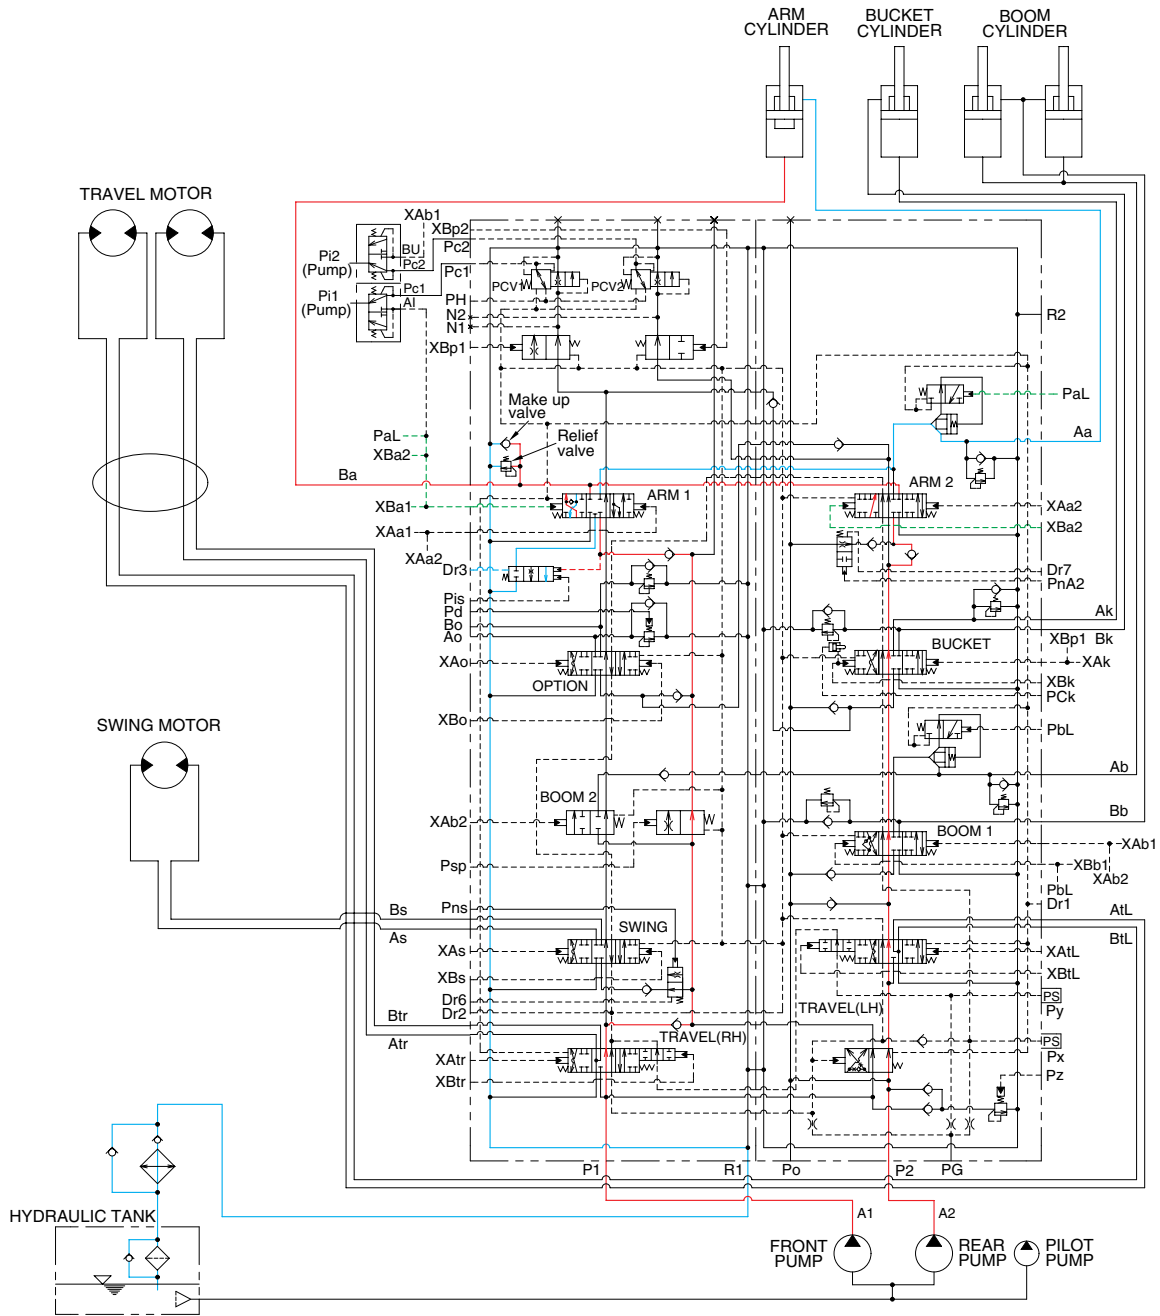 ARM
CYLINDER
BUCKET
CYLINDER
BOOM
CYLINDER
TRAVEL MOTOR
XAb1
XBp2
Pc2
BU
Pc2
Pi2
(Pump)
Pc1
Pc1
AI
Pi1
(Pump)
PCV1
PCV2
PH
N2
N1
R2
XBp1
Make up
valve
PaL
PaL
XBa2
Relief
valve
Aa
Ba
ARM 1
ARM 2
XBa1
XAa2
XAa1
XBa2
XAa2
Dr3
Dr7
Pis
PnA2
Pd
Bo
Ao
Ak
XBp1
Bk
BUCKET
XAo
XAk
OPTION
XBk
PCk
XBo
PbL
SWING MOTOR
Ab
BOOM 2
Bb
XAb2
BOOM 1
XAb1
Psp
XBb1
XAb2
PbL
Dr1
Pns
Bs
AtL
As
SWING
BtL
XAs
XAtL
XBs
XBtL
Dr6
Dr2
TRAVEL(LH)
PS
Py
Btr
Atr
TRAVEL(RH)
PS
XAtr
Px
XBtr
Pz
P1
R1
Po
P2
PG
HYDRAULIC TANK
A1
A2
FRONT
PUMP
REAR
PUMP
PILOT
PUMP